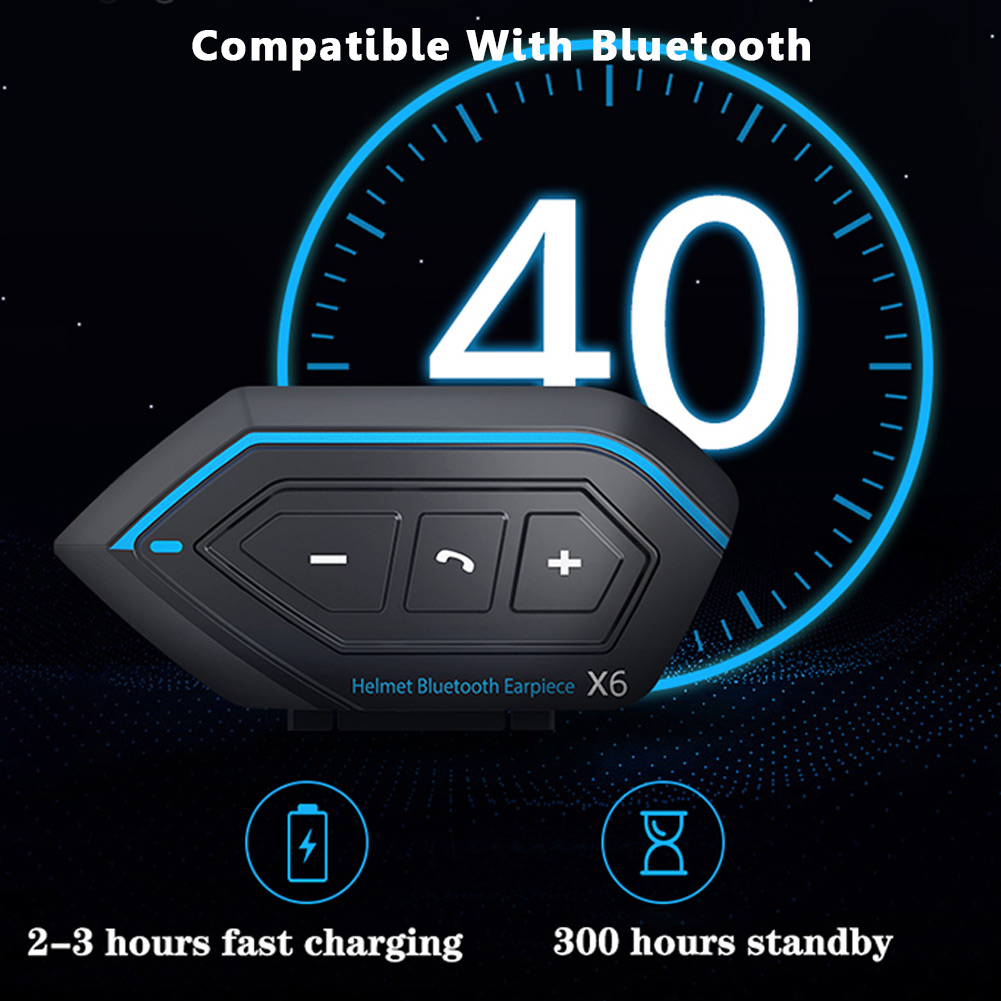 Compatible With Bluetooth
40
Helmet Bluetooth Earpiece X6
2-3 hours fast charging
300 hours standby